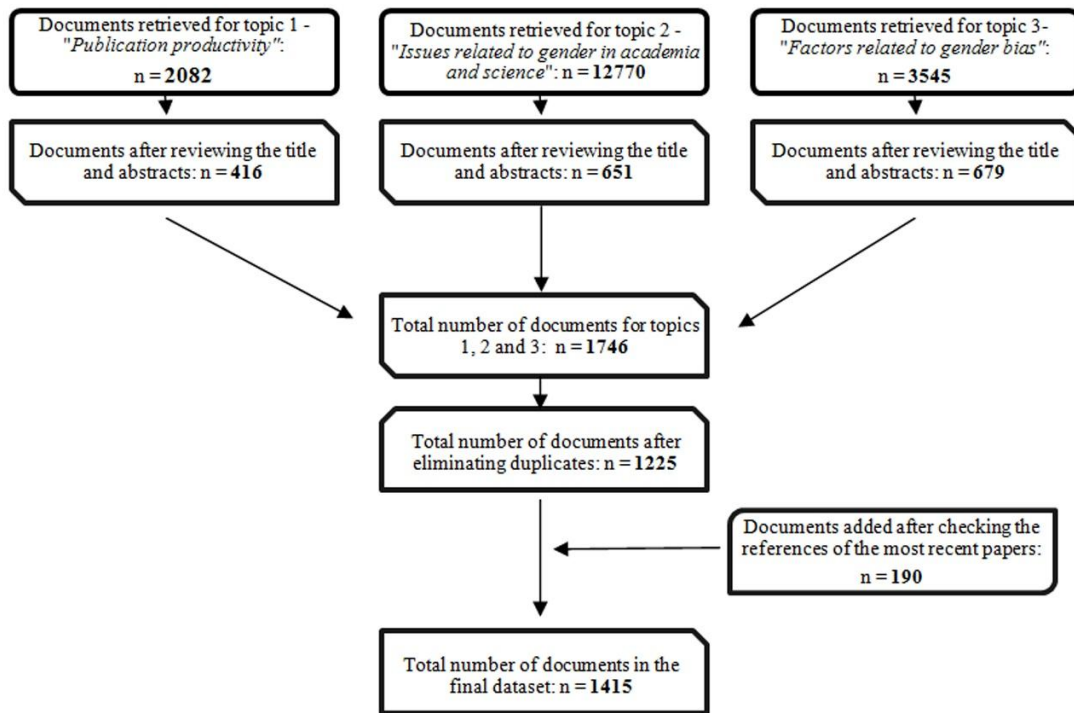 Documents retrieved for topic 1 -
"Publication productivity":
n = 2082
Documents retrieved for topic 2 -
"Issues related to gender in academia
and science": n = 12770
Documents retrieved for topic 3-
"Factors related to gender bias":
n = 3545
Documents after reviewing the title
and abstracts: n = 416
Documents after reviewing the title
and abstracts: n = 651
Documents after reviewing the title
and abstracts: n = 679
Total number of documents for topics
1, 2 and 3: n = 1746
Total number of documents after
eliminating duplicates: n = 1225
Documents added after checking the
references of the most recent papers:
n = 190
Total number of documents in the
final dataset: n = 1415